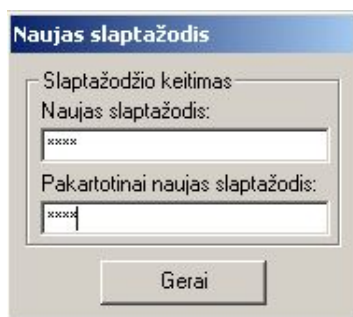 Naujas slaptažodis
Slaptažodžio keitimas
Naujas slaptažodis:
****
Pakartotinai naujas slaptažodis:
****
Gerai